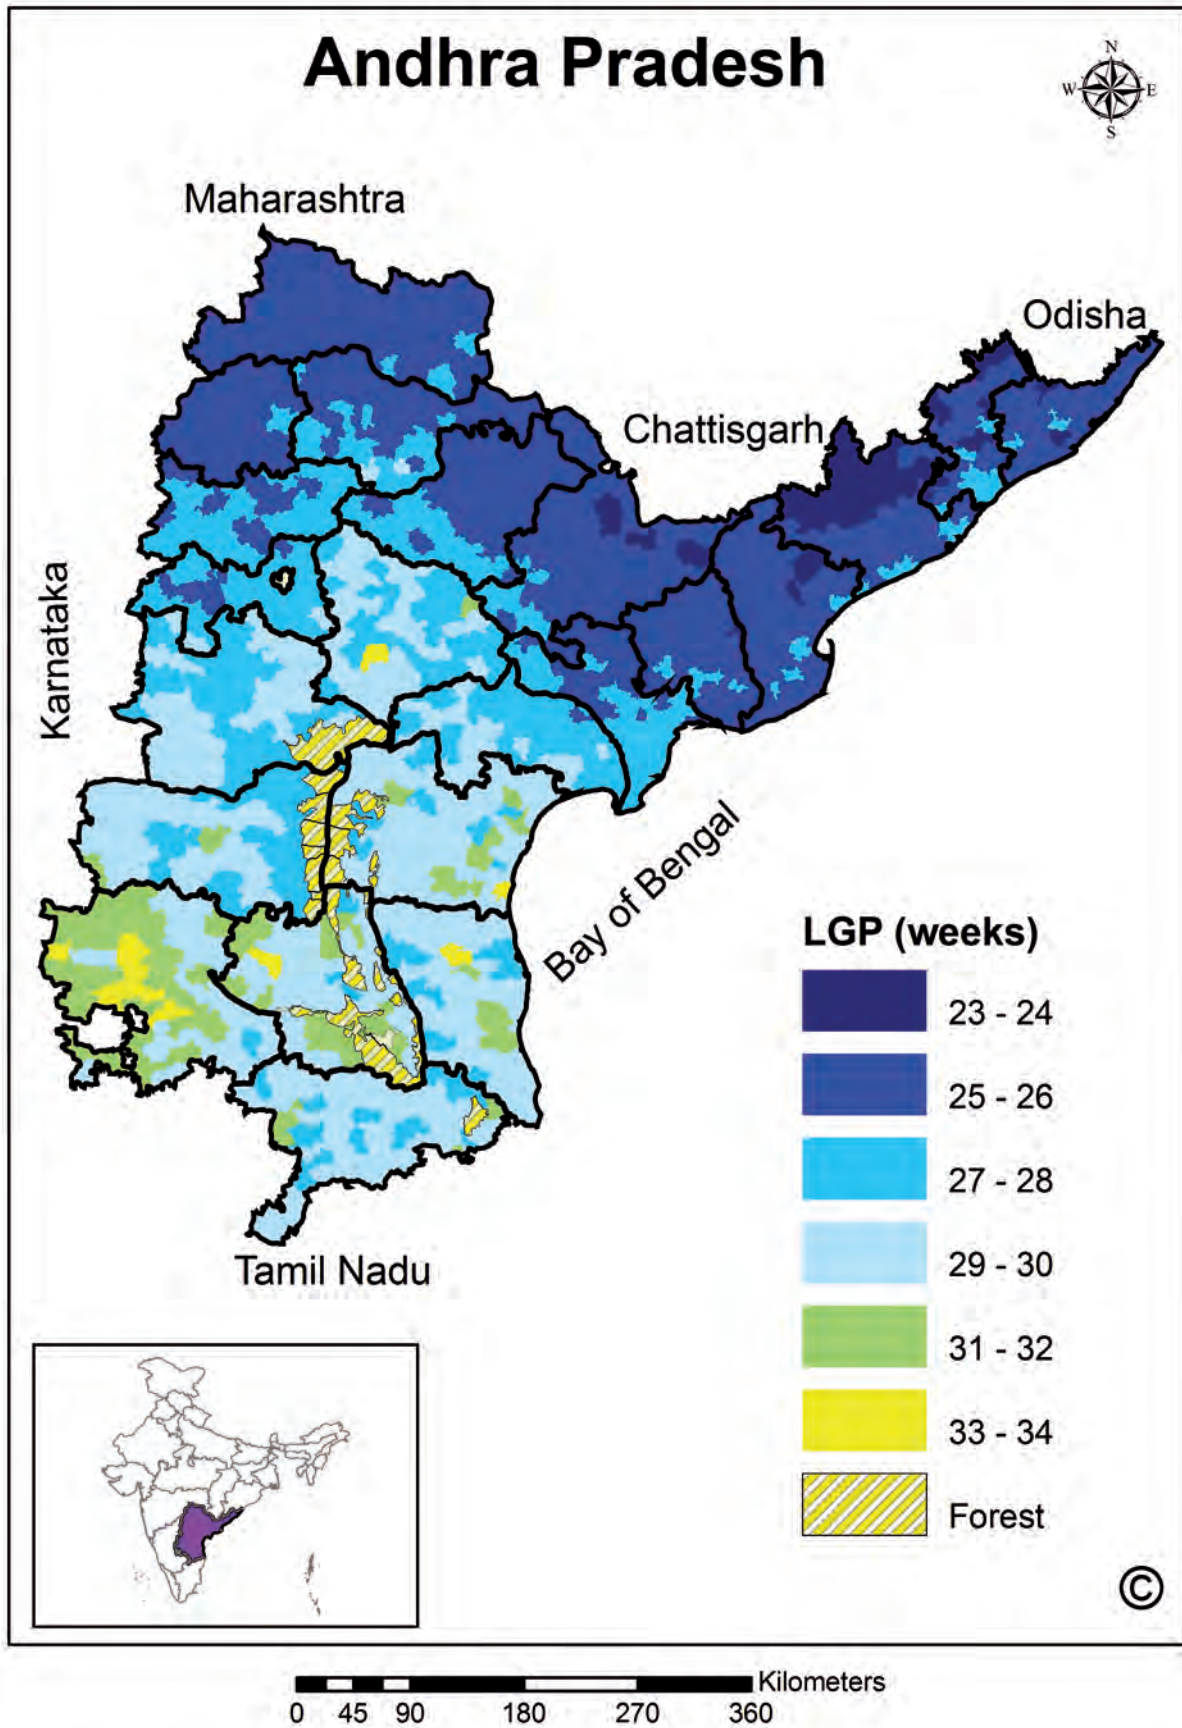 Andhra Pradesh
N
W E
S
Maharashtra
Odisha
Chattisgarh
Karnataka
Bay of Bengal
Tamil Nadu
LGP (weeks)
23 - 24
25 - 26
27 - 28
29 - 30
31 - 32
33 - 34
Forest
©
Kilometers
0 45 90 180 270 360